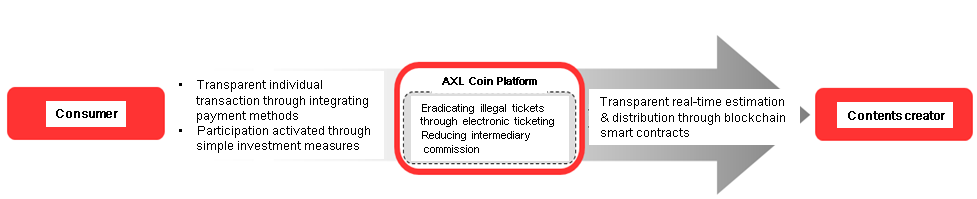 Consumer
• Transparent individual
transaction through integrating
payment methods
• Participation activated through
simple investment measures
AXL Coin Platform
Eradicating illegal tickets
through electronic ticketing
Reducing intermediary
commission
Transparent real-time estimation
& distribution through blockchain
smart contracts
Contents creator